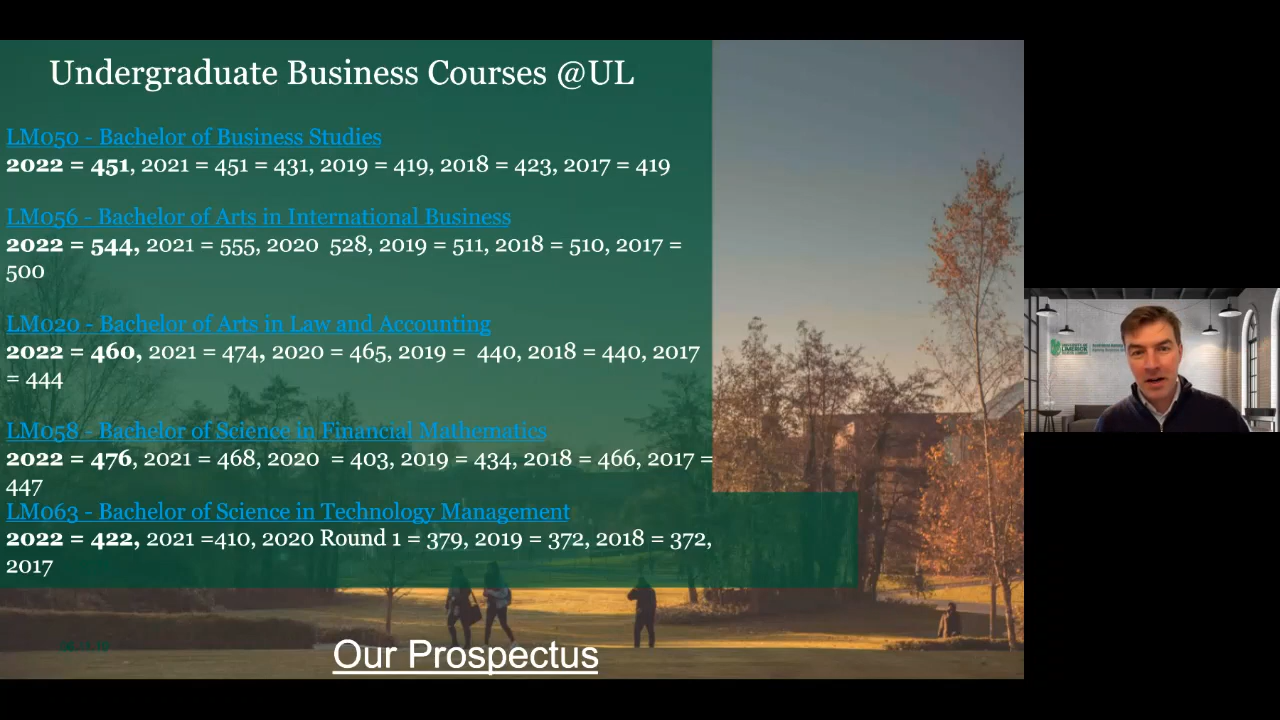 Undergraduate Business Courses @UL
LM050 - Bachelor of Business Studies
2022 = 451, 2021 = 451 = 431, 2019 = 419, 2018 = 423, 2017 = 419
LM056 - Bachelor of Arts in International Business
2022 = 544, 2021 = 555, 2020 528, 2019 = 511, 2018 = 510, 2017 =
500
LM020 - Bachelor of Arts in Law and Accounting
2022 = 460, 2021 = 474, 2020 = 465, 2019 = 440, 2018 = 440, 2017
= 444
LM058 - Bachelor of Science in Financial Mathematics
2022 = 476, 2021 = 468, 2020 = 403, 2019 = 434, 2018 = 466, 2017 =
447
LM063 - Bachelor of Science in Technology Management
2022 = 422, 2021 =410, 2020 Round 1 = 379, 2019 = 372, 2018 = 372,
2017
Our Prospectus
LIMERICK